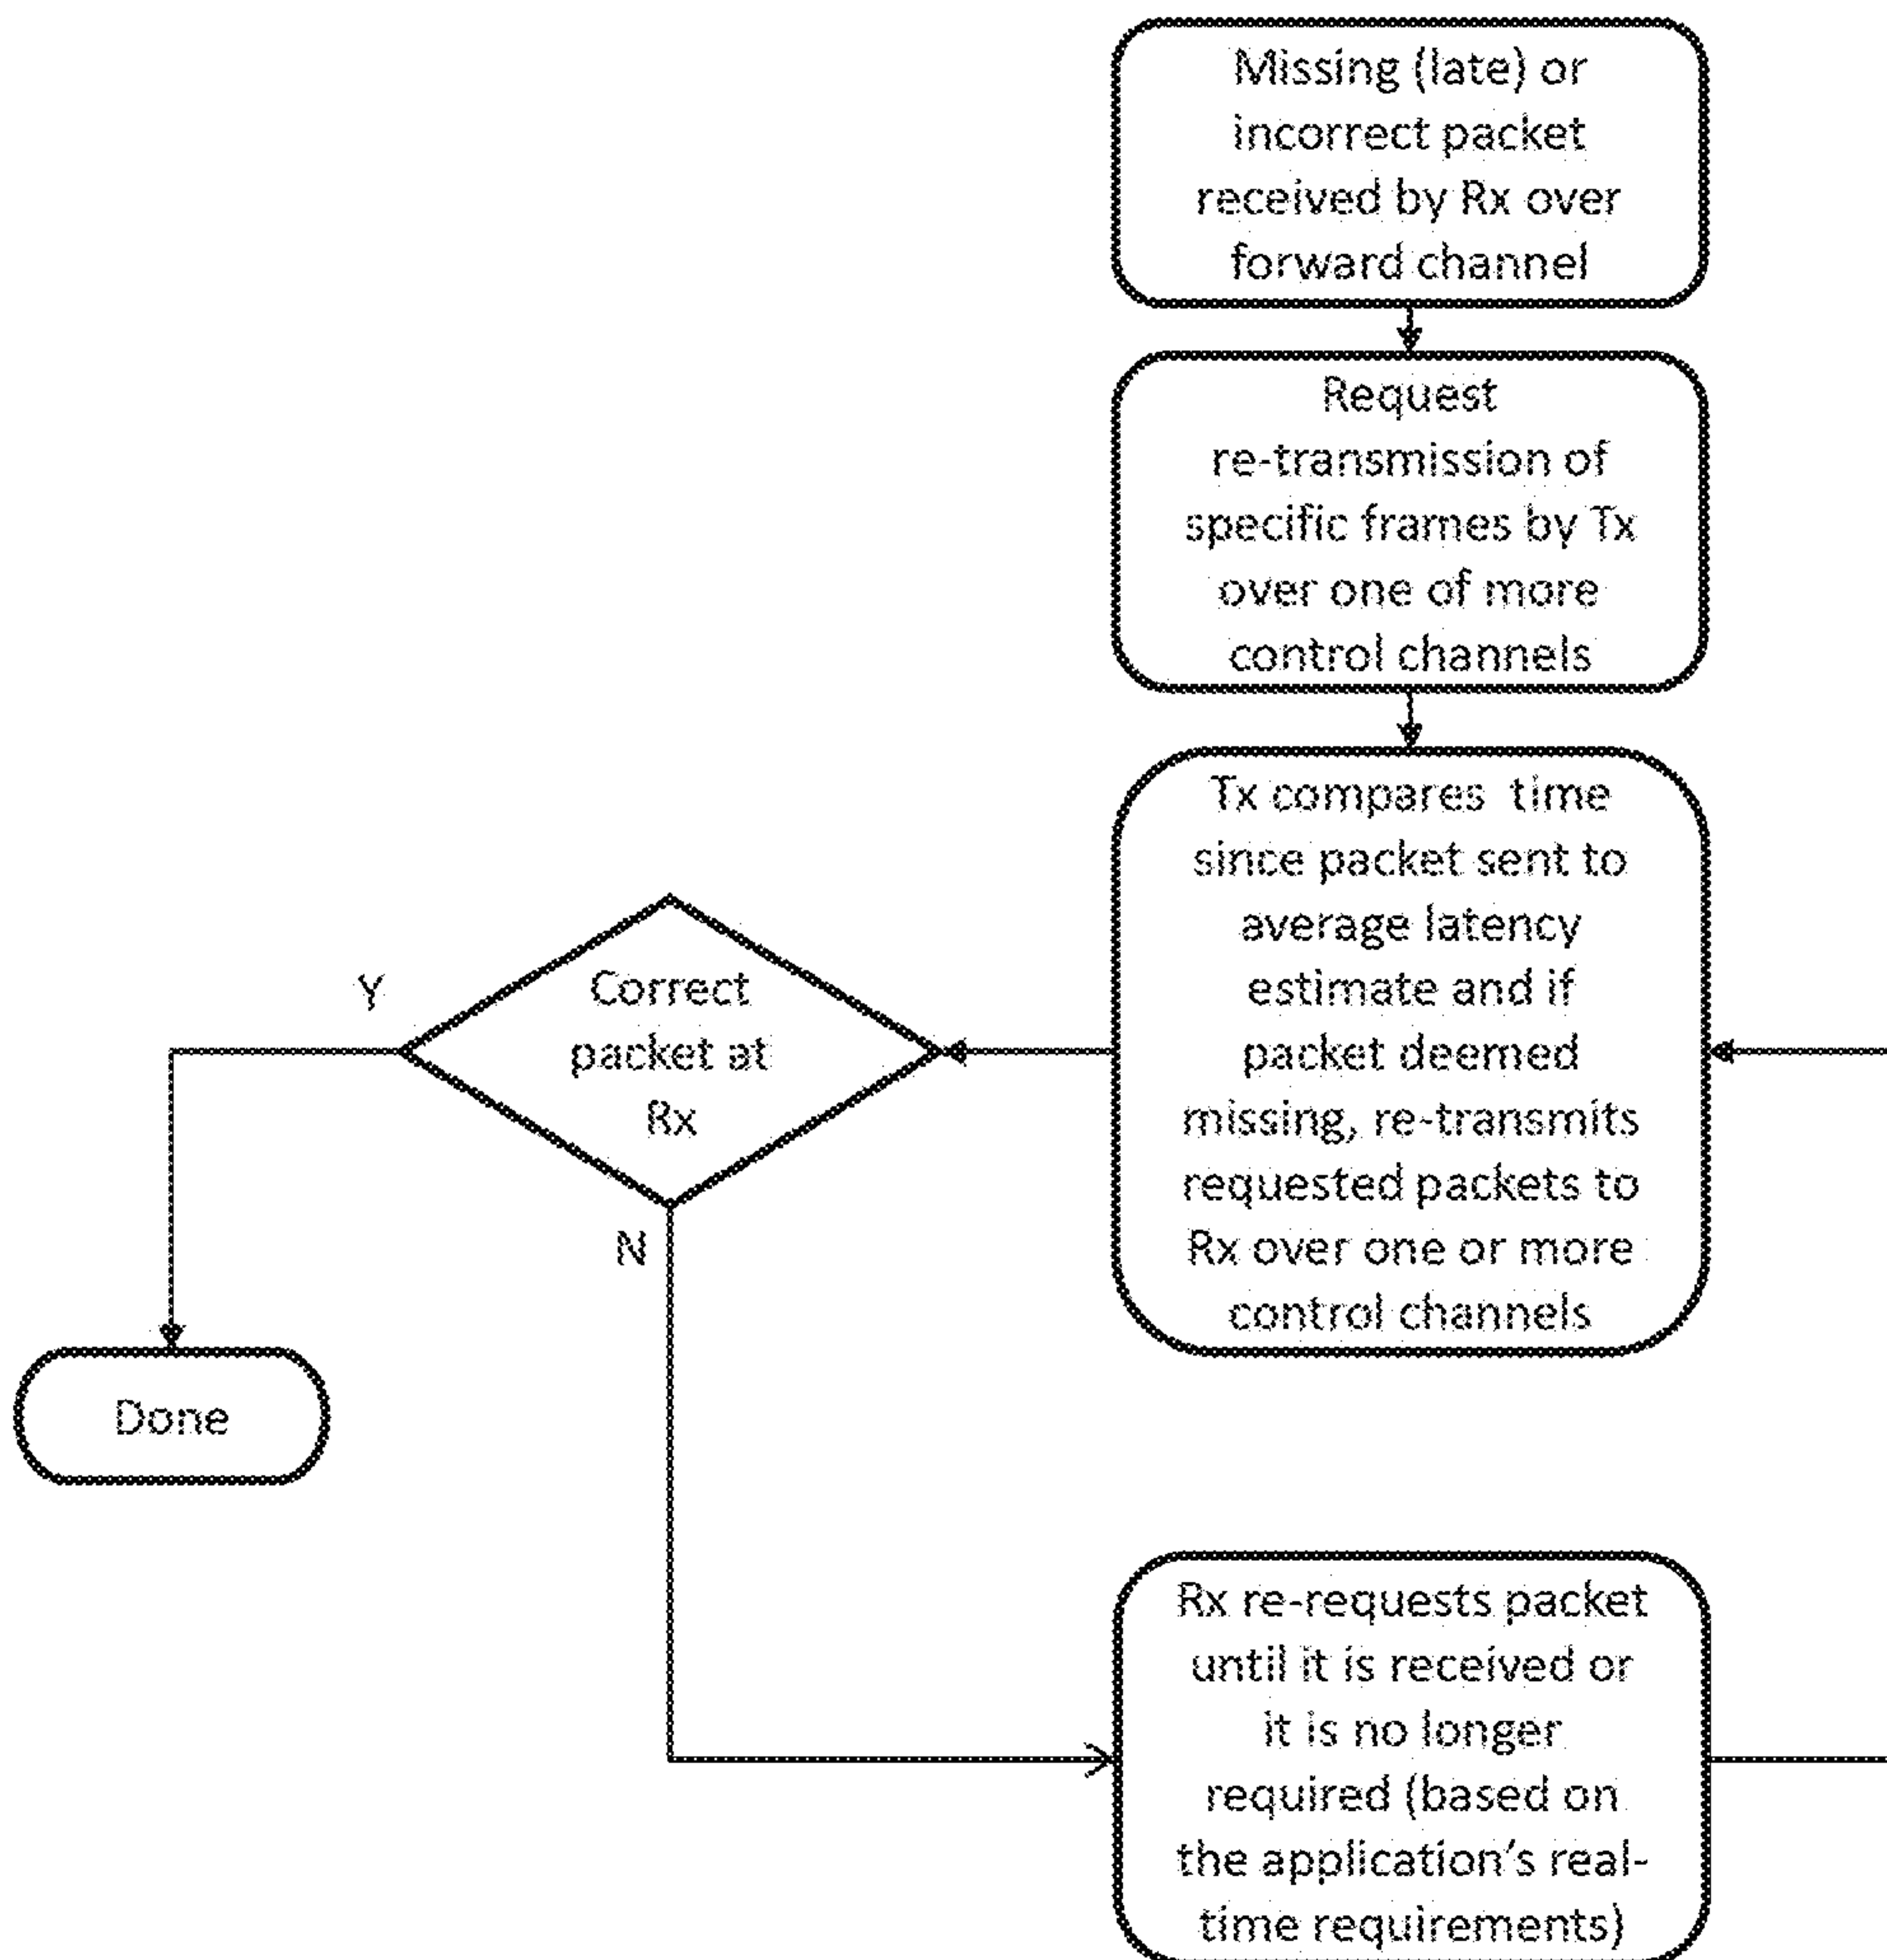 Missing (late) or
incorrect packet
received by Rx over
forward channel
Request
re-transmission of
specific frames by Tx
over one of more
control channels
Tx compares time
since packet sent to
average latency
estimate and if
packet deemed
missing, re-transmits
requested packets to
Rx over one or more
control channels
Y
Correct
packet at
Rx
N
Done
Rx re-requests packet
until it is received or
it is no longer
required (based on
the application's real-
time requirements)